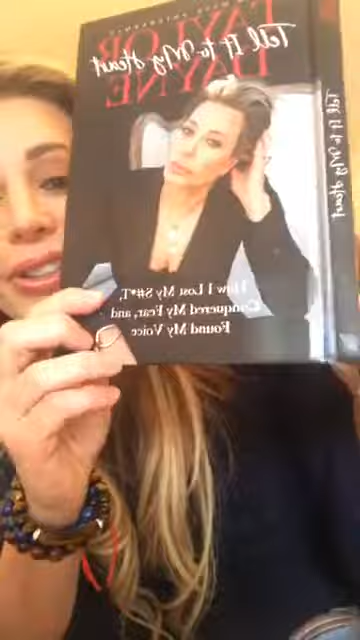 TAYLOR
DAYNE
Tell It to My Heart
How I Lost My S#*T,
Conquered My Fear, and
Found My Voice
Tell It to My Heart